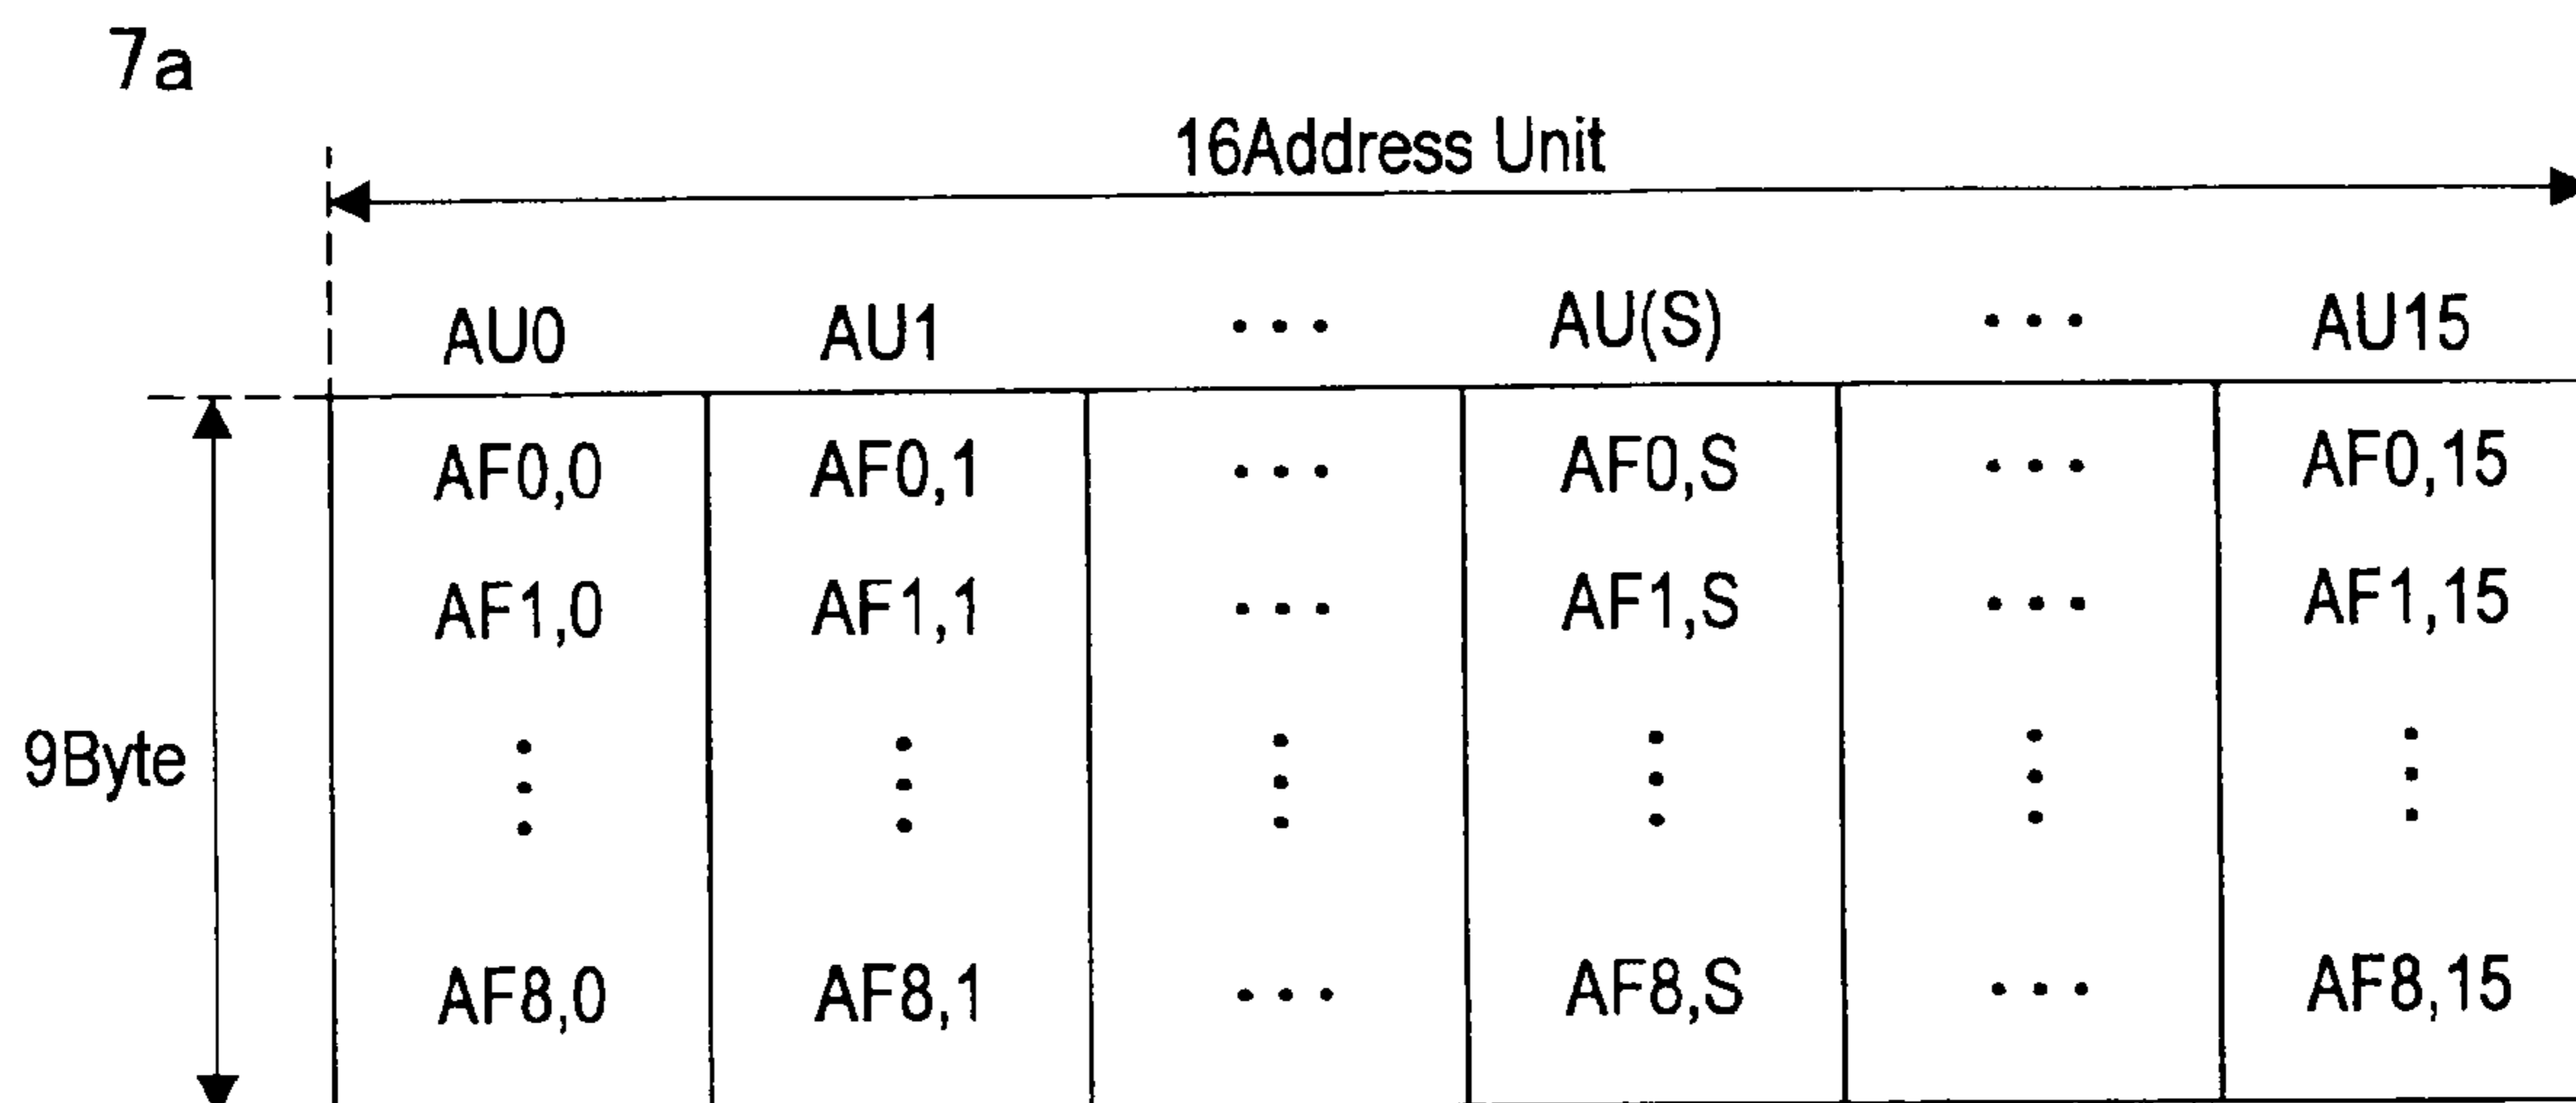 7a
16Address Unit
AU0 AU1 ... AU(S) ... AU15
AF0,0 AF0,1 ... AF0,S ... AF0,15
AF1,0 AF1,1 ... AF1,S ... AF1,15
9Byte
AF8,0 AF8,1 ... AF8,S ... AF8,15